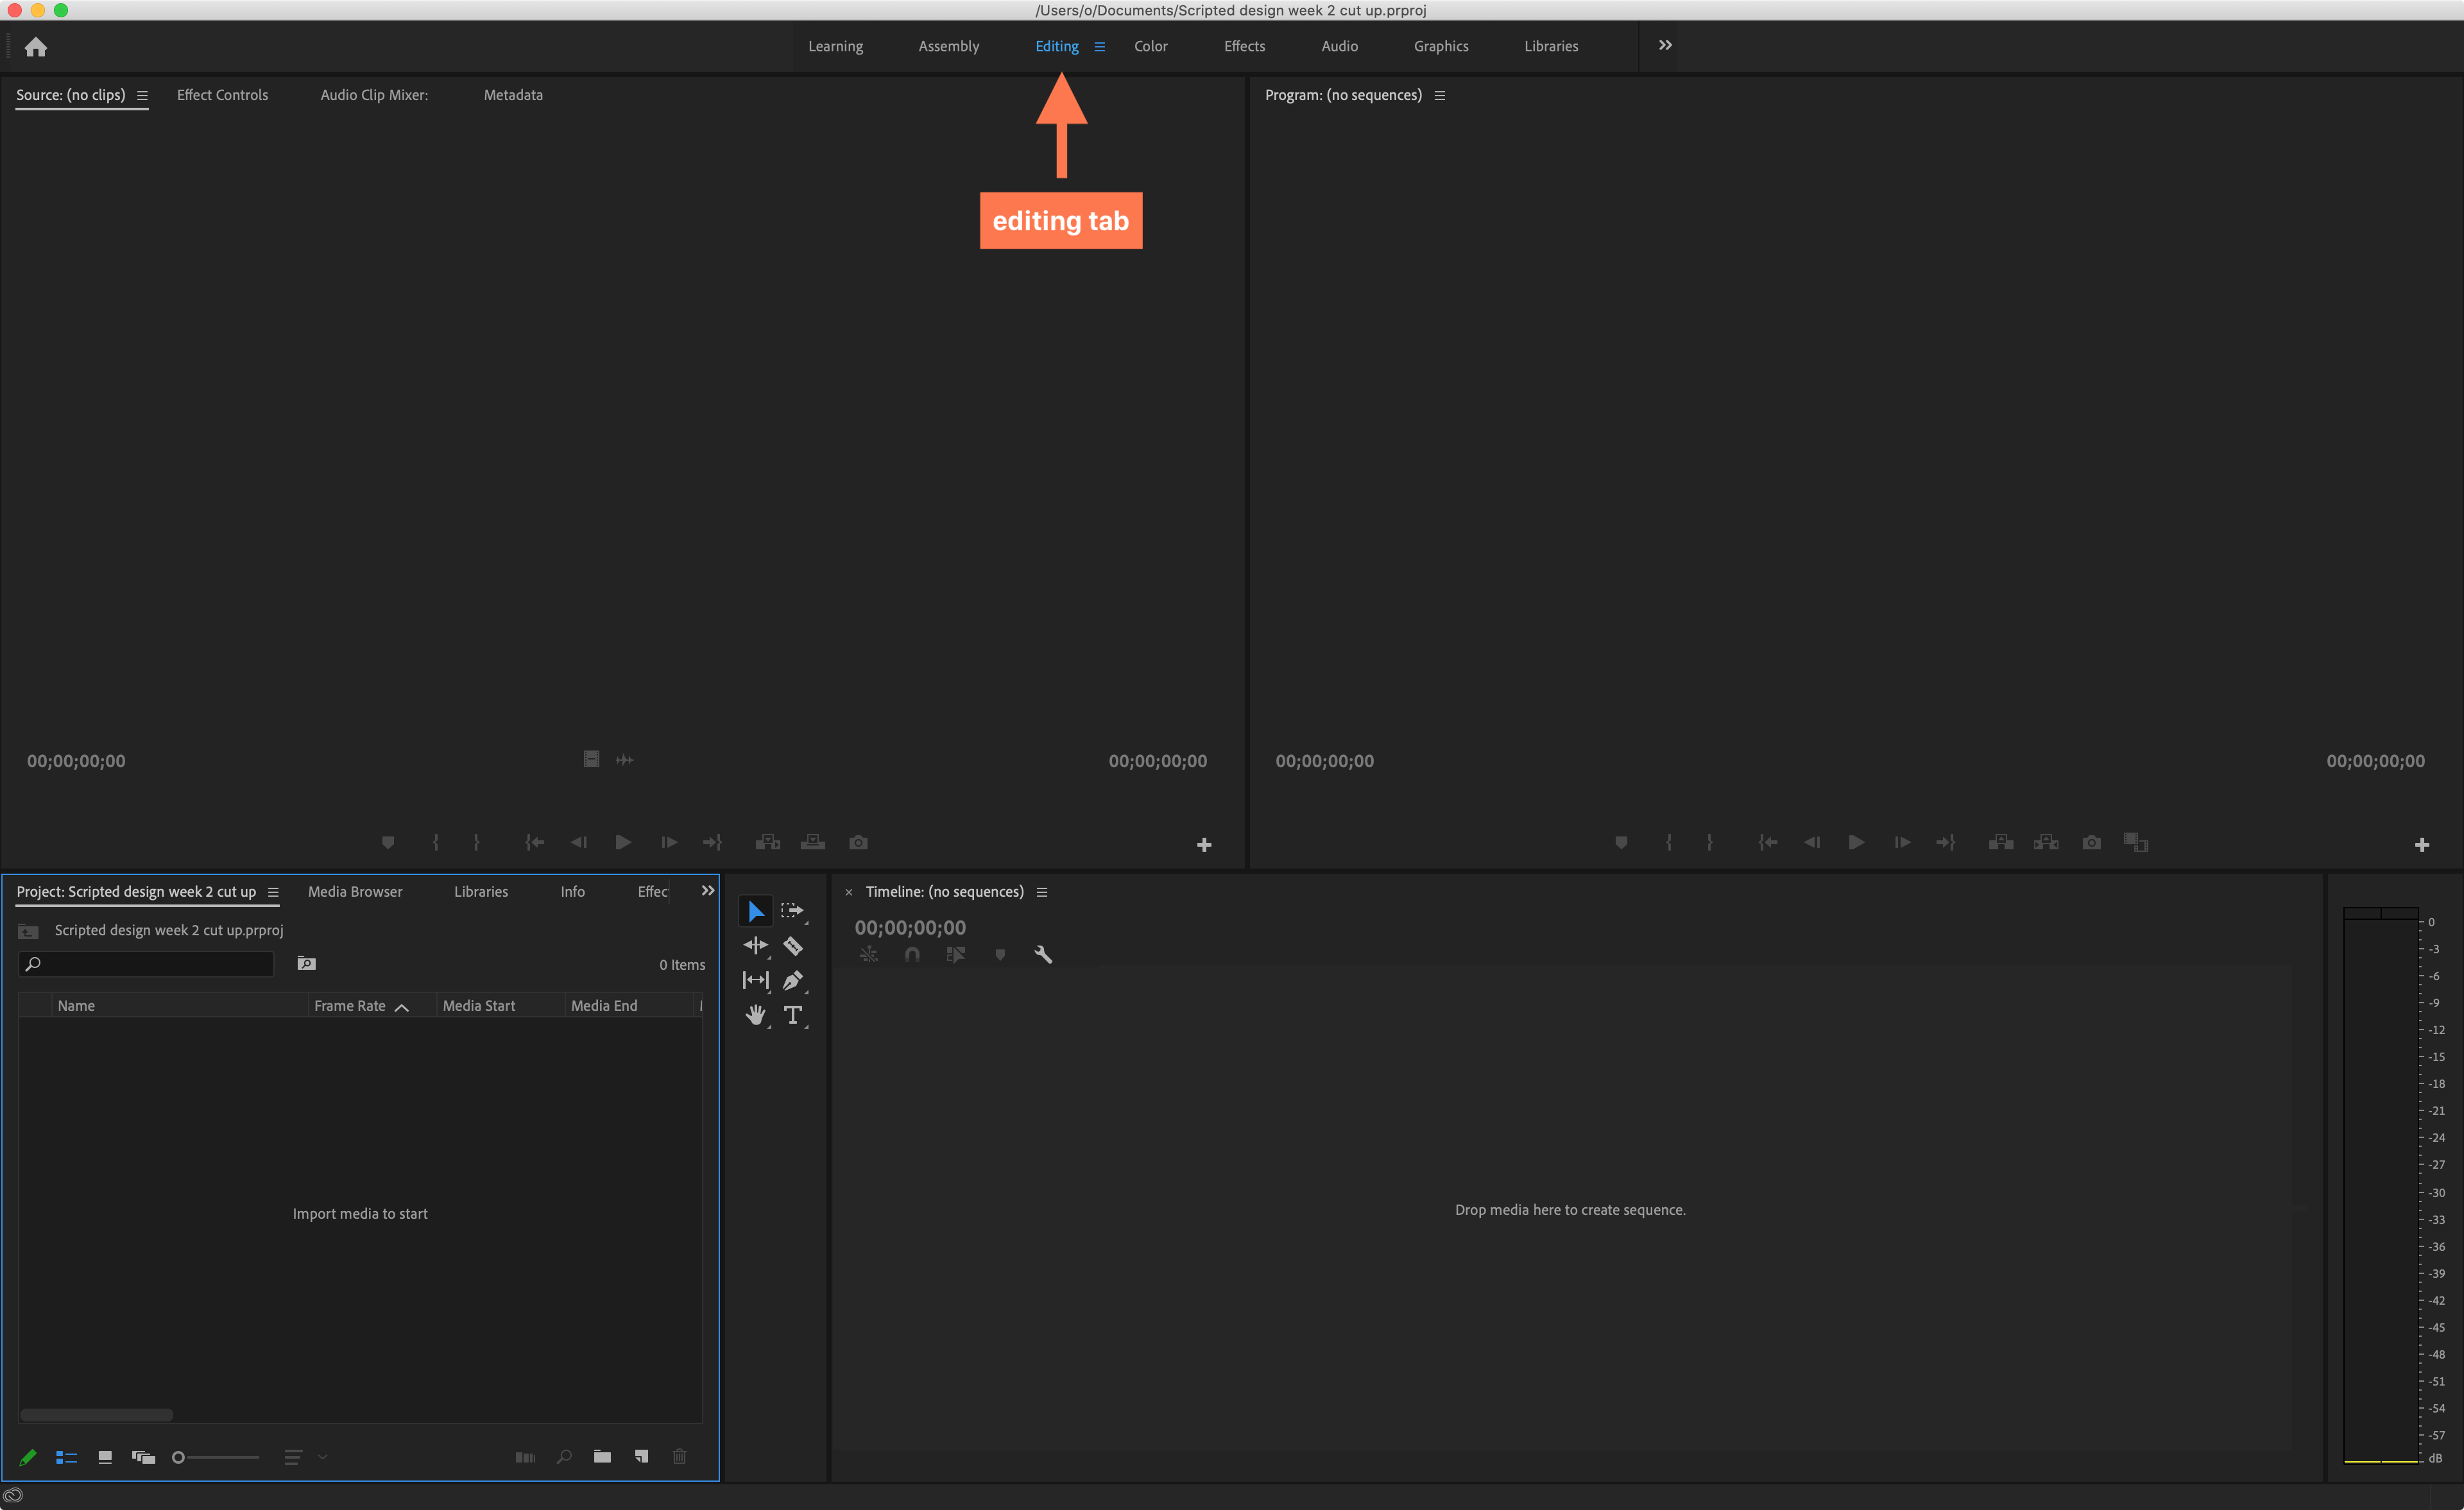 /Users/o/Documents/Scripted design week 2 cut up.prproj
Learning Assembly Editing Color Effects Audio Graphics Libraries
Source: (no clips) Effect Controls Audio Clip Mixer: Metadata
Program: (no sequences)
editing tab
00;00;00;00 00;00;00;00
00;00;00;00 00;00;00;00
Project: Scripted design week 2 cut up Media Browser Libraries Info Effec
Scripted design week 2 cut up.prproj
0 Items
Name Frame Rate Media Start Media End
Import media to start
Timeline: (no sequences)
00;00;00;00
Drop media here to create sequence.
0
-3
-6
-9
-12
-15
-18
-21
-24
-27
-30
-33
-36
-39
-42
-45
-48
-51
-54
-57
dB